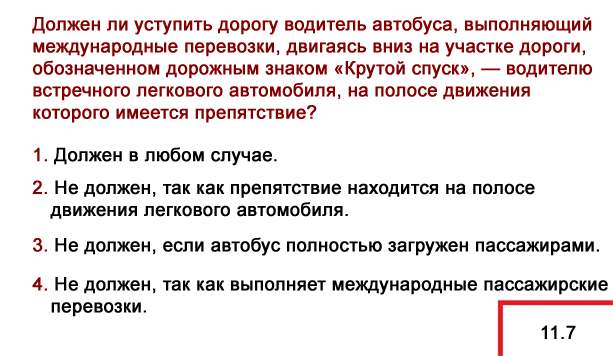 Должен ли уступить дорогу водитель автобуса, выполняющий
международные перевозки, двигаясь вниз на участке дороги,
обозначенном дорожным знаком «Крутой спуск», — водителю
встречного легкового автомобиля, на полосе движения
которого имеется препятствие?
1. Должен в любом случае.
2. Не должен, так как препятствие находится на полосе
движения легкового автомобиля.
3. Не должен, если автобус полностью загружен пассажирами.
4. Не должен, так как выполняет международные пассажирские
перевозки.
11.7